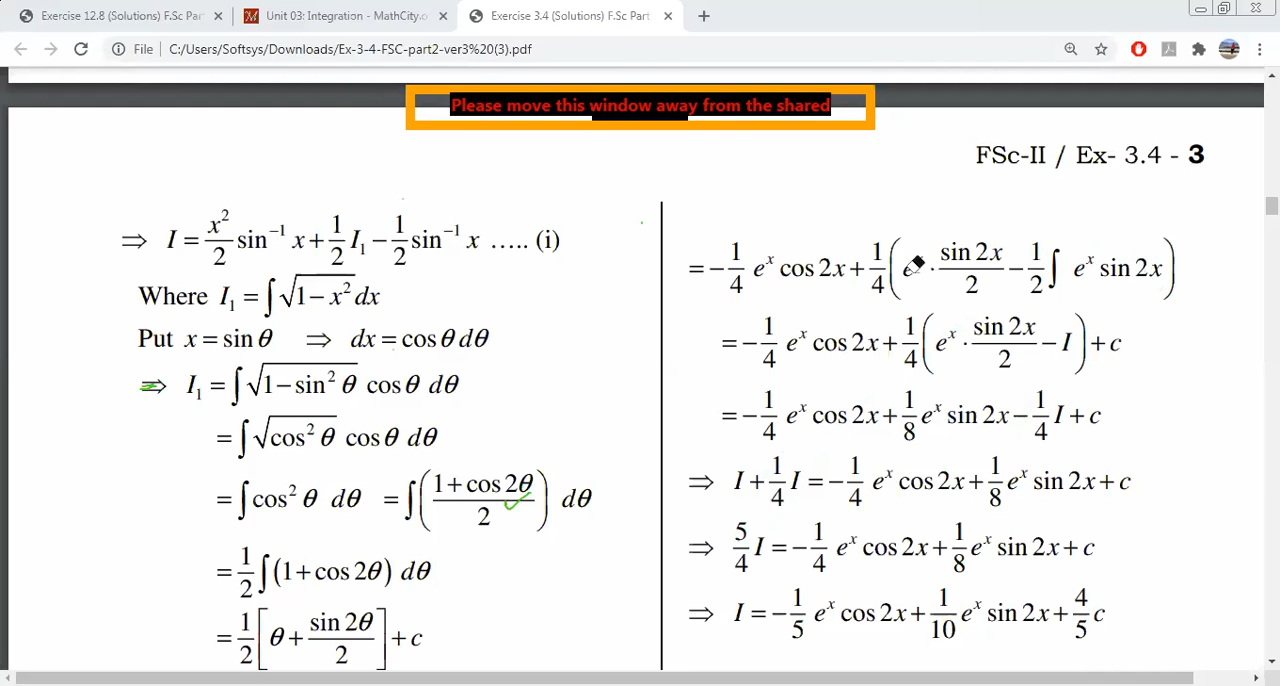 Exercise 12.8 (Solutions) F.Sc Par
Unit 03: Integration - MathCity.o
Exercise 3.4 (Solutions) F.Sc Part
File | C:/Users/Softsys/Downloads/Ex-3-4-FSC-part2-ver3%20(3).pdf
Please move this window away from the shared
FSc-II / Ex- 3.4 - 3
⇒ I = x²/2 sin⁻¹ x + 1/2 I₁ − 1/2 sin⁻¹ x ….. (i)
Where I₁ = ∫√(1 − x²) dx
Put x = sin θ ⇒ dx = cos θ dθ
⇒ I₁ = ∫√(1 − sin² θ) cos θ dθ
= ∫√(cos² θ) cos θ dθ
= ∫ cos² θ dθ = ∫((1 + cos 2θ)/2) dθ
= 1/2 ∫(1 + cos 2θ) dθ
= 1/2 [θ + sin 2θ/2] + c
= −1/4 eˣ cos 2x + 1/4 (e · sin 2x/2 − 1/2 ∫ eˣ sin 2x)
= −1/4 eˣ cos 2x + 1/4 (eˣ · sin 2x/2 − I) + c
= −1/4 eˣ cos 2x + 1/8 eˣ sin 2x − 1/4 I + c
⇒ I + 1/4 I = −1/4 eˣ cos 2x + 1/8 eˣ sin 2x + c
⇒ 5/4 I = −1/4 eˣ cos 2x + 1/8 eˣ sin 2x + c
⇒ I = −1/5 eˣ cos 2x + 1/10 eˣ sin 2x + 4/5 c